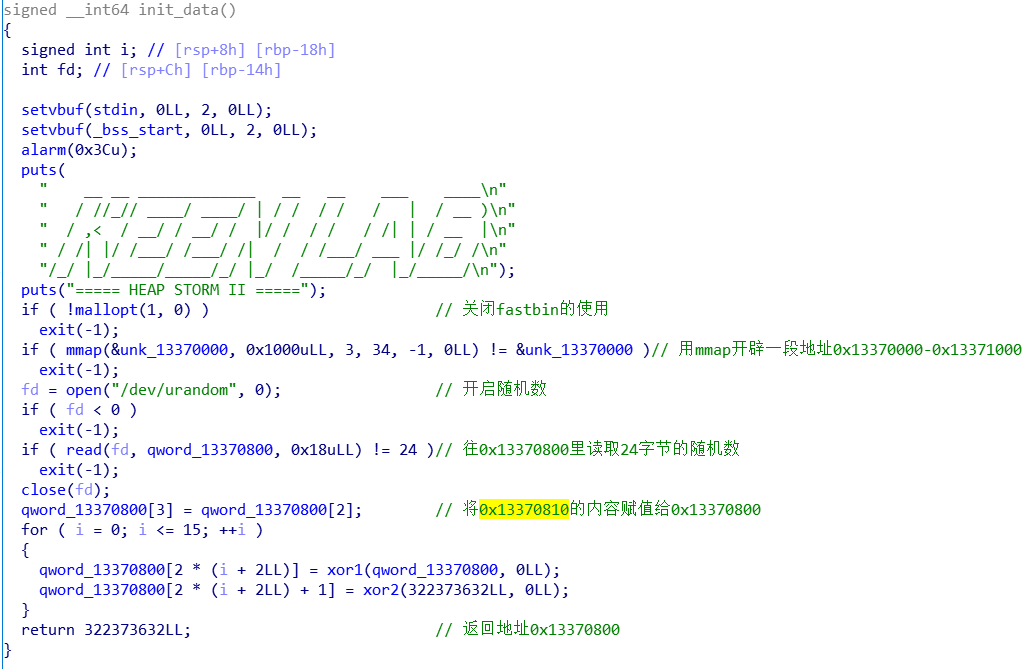 signed __int64 init_data()
{
  signed int i; // [rsp+8h] [rbp-18h]
  int fd; // [rsp+Ch] [rbp-14h]

  setvbuf(stdin, 0LL, 2, 0LL);
  setvbuf(_bss_start, 0LL, 2, 0LL);
  alarm(0x3Cu);
  puts(
    "    __ __ _____________   __   __    ___    ____\n"
    "   / //_// ____/ ____/ | / /  / /   /   |  / __ )\n"
    "  / ,<  / __/ / __/ /  |/ /  / /   / /| | / __  |\n"
    " / /| |/ /___/ /___/ /|  /  / /___/ ___ |/ /_/ /\n"
    "/_/ |_/_____/_____/_/ |_/  /_____/_/  |_/_____/\n");
  puts("===== HEAP STORM II =====");
  if ( !mallopt(1, 0) )                         // 关闭fastbin的使用
    exit(-1);
  if ( mmap(&unk_13370000, 0x1000uLL, 3, 34, -1, 0LL) != &unk_13370000 )// 用mmap开辟一段地址0x13370000-0x13371000
    exit(-1);
  fd = open("/dev/urandom", 0);                 // 开启随机数
  if ( fd < 0 )
    exit(-1);
  if ( read(fd, qword_13370800, 0x18uLL) != 24 )// 往0x13370800里读取24字节的随机数
    exit(-1);
  close(fd);
  qword_13370800[3] = qword_13370800[2];        // 将0x13370810的内容赋值给0x13370800
  for ( i = 0; i <= 15; ++i )
  {
    qword_13370800[2 * (i + 2LL)] = xor1(qword_13370800, 0LL);
    qword_13370800[2 * (i + 2LL) + 1] = xor2(322373632LL, 0LL);
  }
  return 322373632LL;                           // 返回地址0x13370800
}